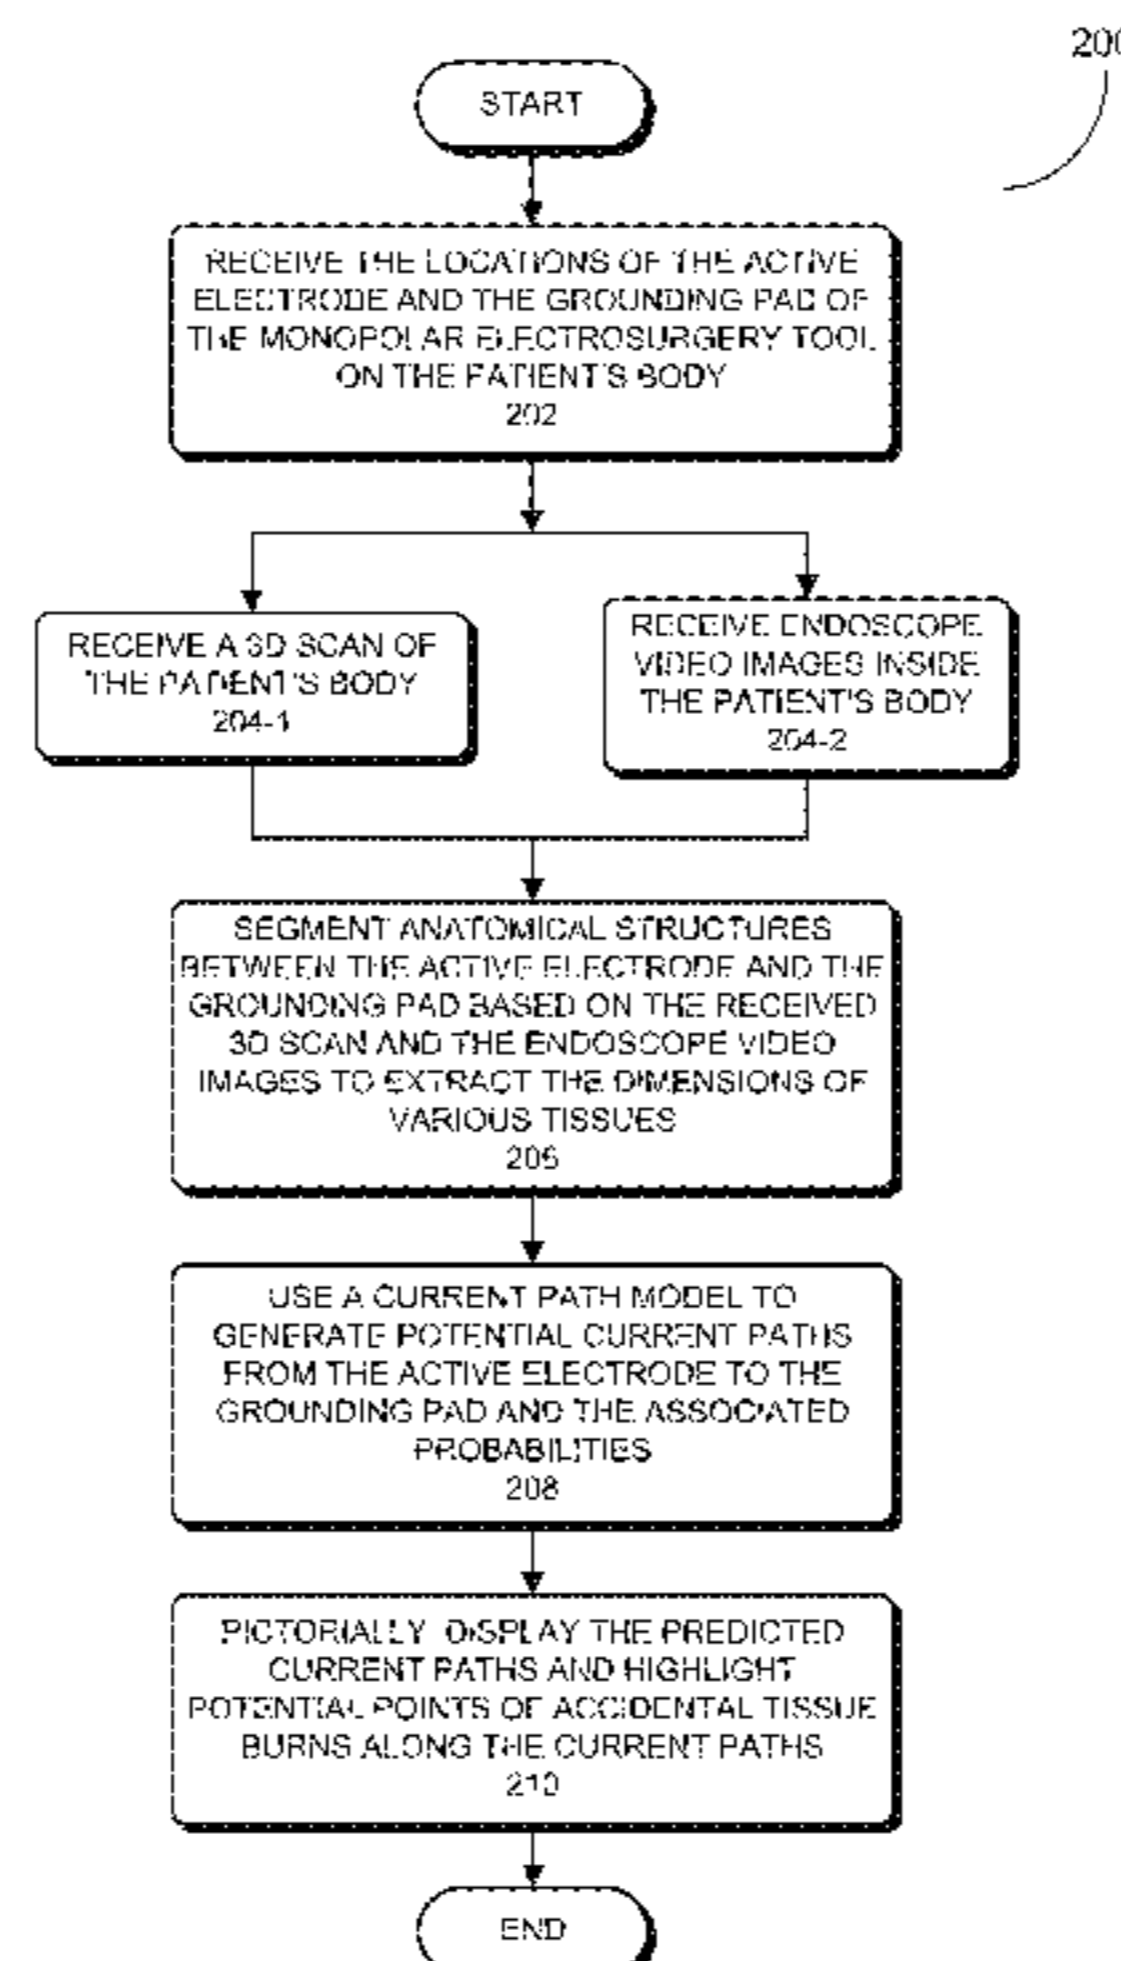 200
START
RECEIVE THE LOCATIONS OF THE ACTIVE
ELECTRODE AND THE GROUNDING PAD OF
THE MONOPOLAR ELECTROSURGERY TOOL
ON THE PATIENT'S BODY
202
RECEIVE A 3D SCAN OF
THE PATIENT'S BODY
204-1
RECEIVE ENDOSCOPE
VIDEO IMAGES INSIDE
THE PATIENT'S BODY
204-2
SEGMENT ANATOMICAL STRUCTURES
BETWEEN THE ACTIVE ELECTRODE AND THE
GROUNDING PAD BASED ON THE RECEIVED
3D SCAN AND THE ENDOSCOPE VIDEO
IMAGES TO EXTRACT THE DIMENSIONS OF
VARIOUS TISSUES
206
USE A CURRENT PATH MODEL TO
GENERATE POTENTIAL CURRENT PATHS
FROM THE ACTIVE ELECTRODE TO THE
GROUNDING PAD AND THE ASSOCIATED
PROBABILITIES
208
PICTORIALLY DISPLAY THE PREDICTED
CURRENT PATHS AND HIGHLIGHT
POTENTIAL POINTS OF ACCIDENTAL TISSUE
BURNS ALONG THE CURRENT PATHS
210
END